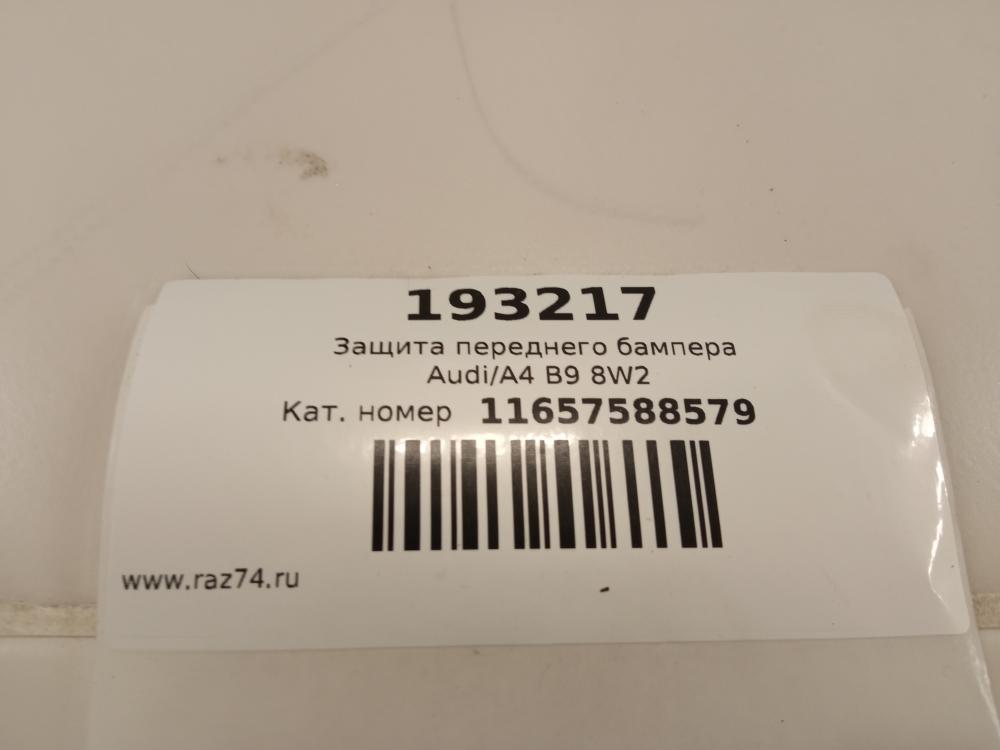 193217
Защита переднего бампера
Audi/A4 B9 8W2
Кат. номер 11657588579
www.raz74.ru